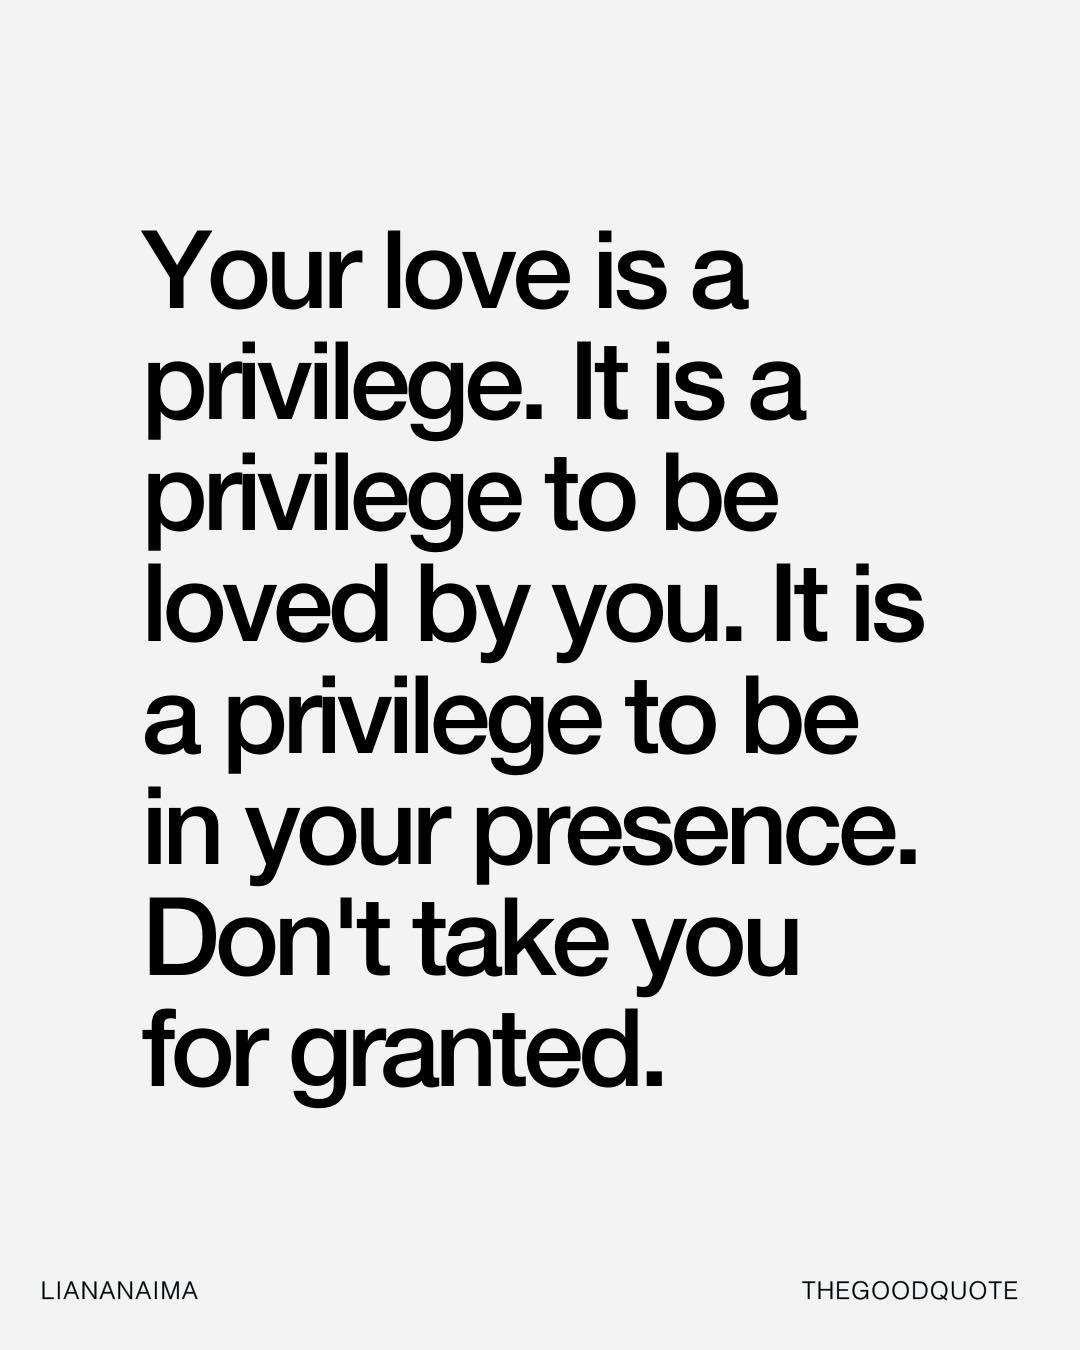 Your love is a
privilege. It is a
privilege to be
loved by you. It is
a privilege to be
in your presence.
Don't take you
for granted.
LIANANAIMA
THEGOODQUOTE